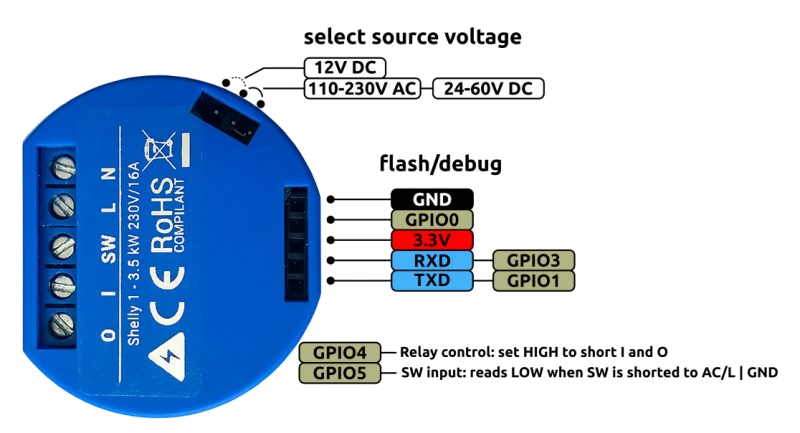 select source voltage
12V DC
110-230V AC 24-60V DC
flash/debug
GND
GPIO0
3.3V
RXD GPIO3
TXD GPIO1
GPIO4 Relay control: set HIGH to short I and O
GPIO5 SW input: reads LOW when SW is shorted to AC/L | GND
N
L
SW
I
O
Shelly 1 - 3.5 kW 230V/16A
CE RoHS
COMPILANT